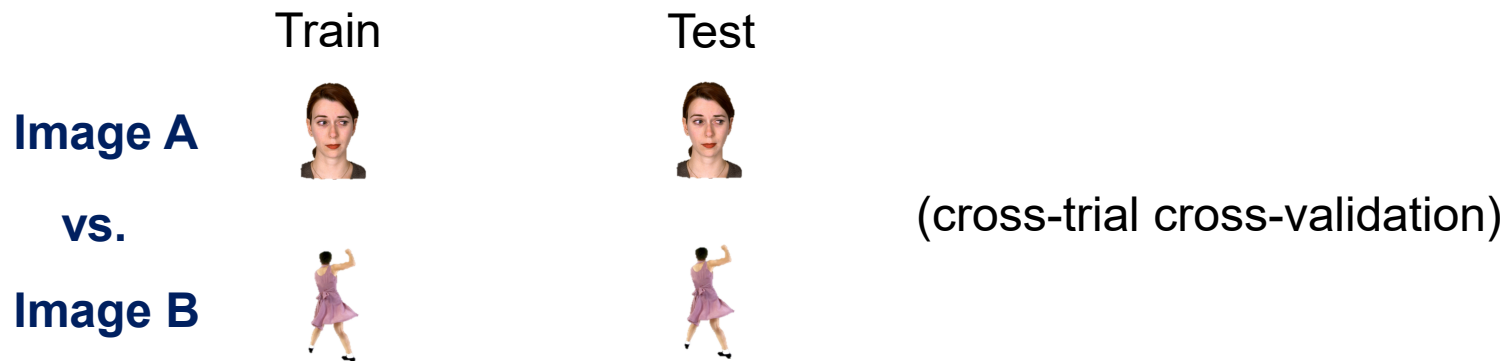 Train Test
Image A
vs.
(cross-trial cross-validation)
Image B